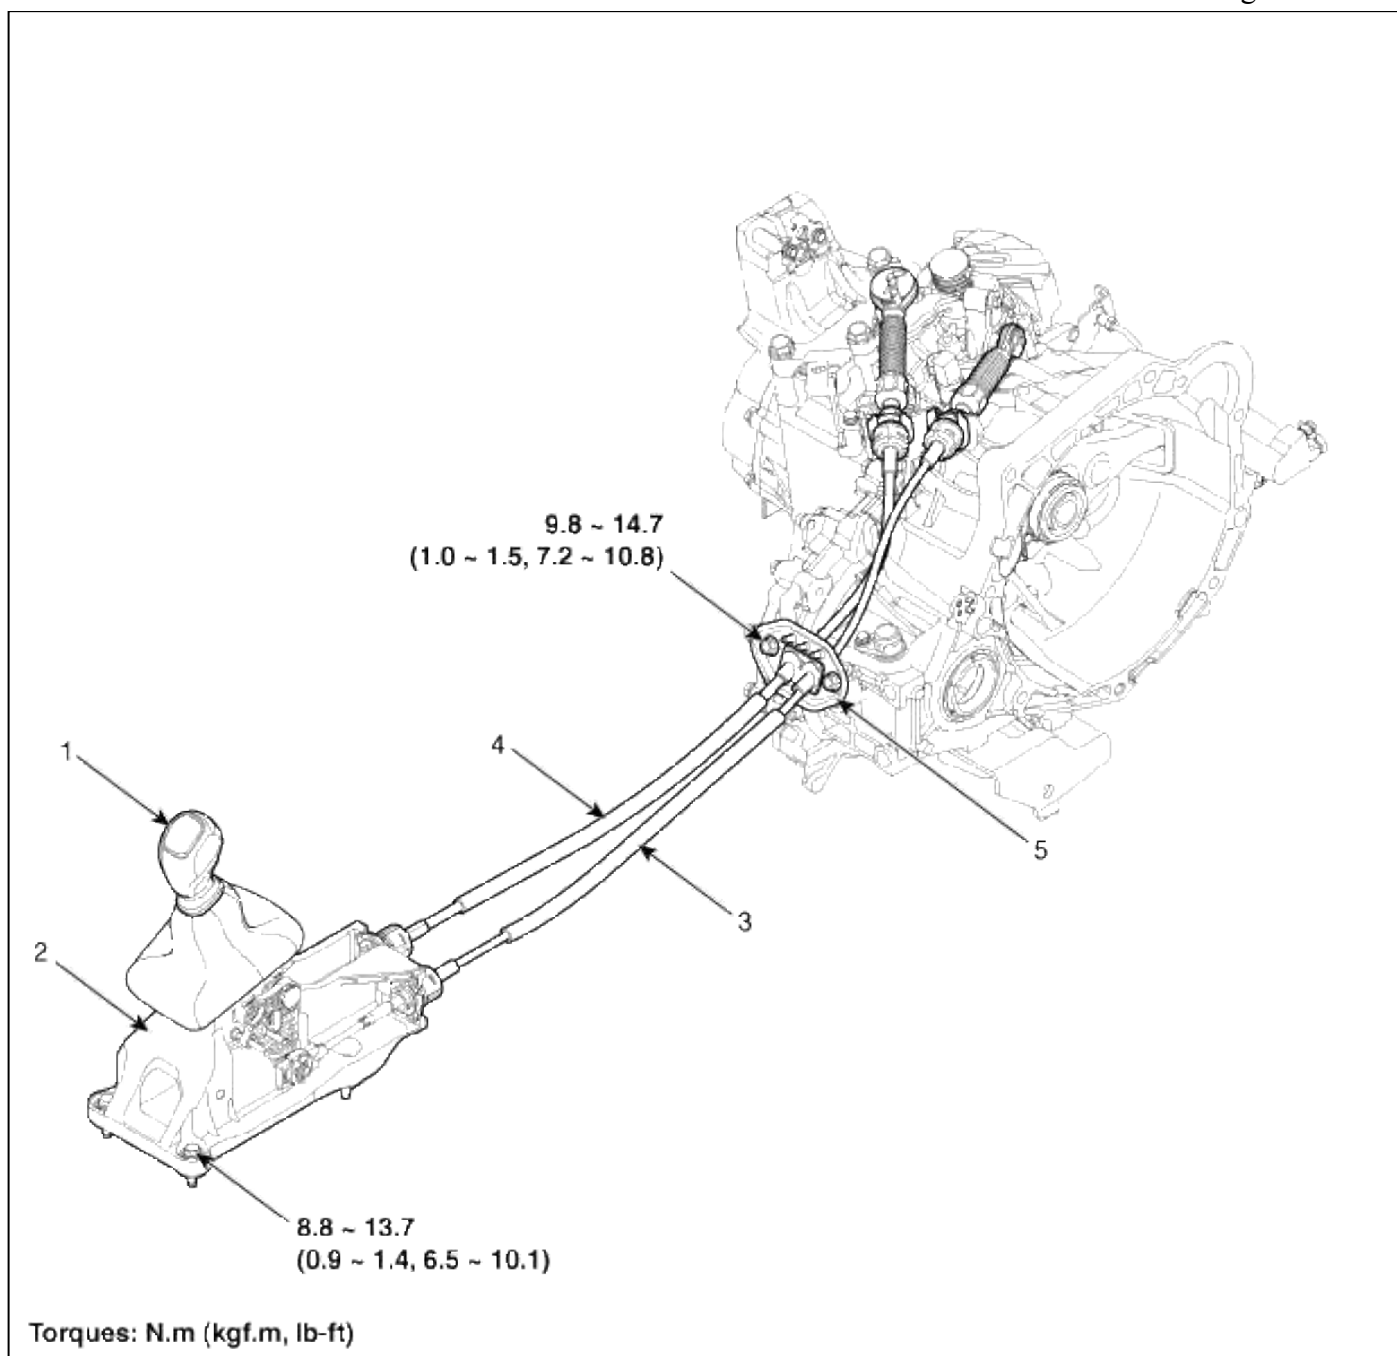 9.8 ~ 14.7
(1.0 ~ 1.5, 7.2 ~ 10.8)
4
1
5
3
2
8.8 ~ 13.7
(0.9 ~ 1.4, 6.5 ~ 10.1)
Torques: N.m (kgf.m, lb-ft)